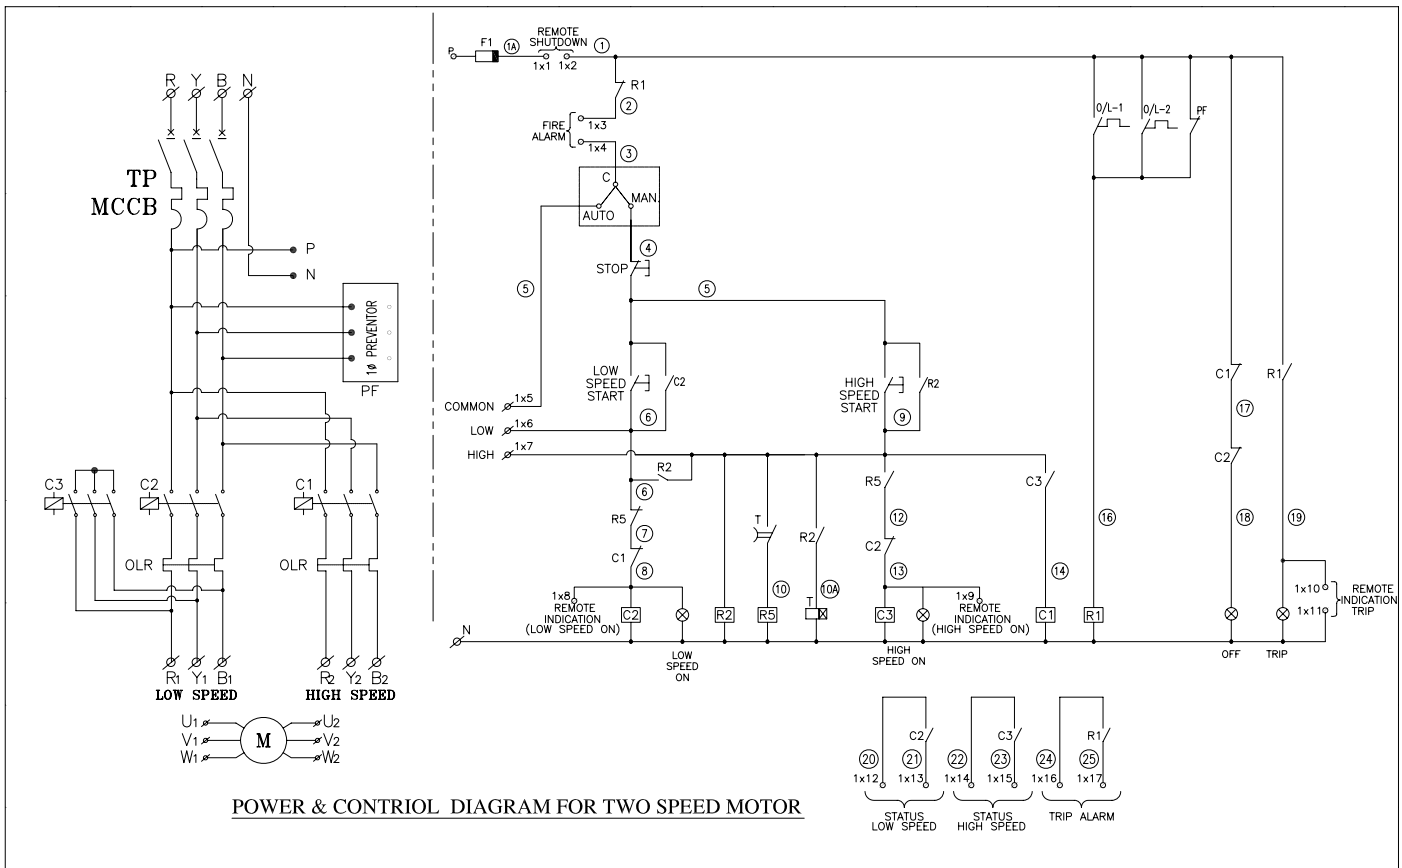 R Y B N
TP
MCCB
P
N
1ø PREVENTOR
PF
C3 C2 C1
OLR OLR
R1 Y1 B1 R2 Y2 B2
LOW SPEED HIGH SPEED
U1 U2
V1 M V2
W1 W2
POWER & CONTRIOL DIAGRAM FOR TWO SPEED MOTOR
REMOTE
SHUTDOWN
P F1 1A 1
1x1 1x2
R1
2
FIRE
ALARM
1x3
1x4
3
C
AUTO MAN.
4
STOP
5 5
LOW
SPEED
START
C2
HIGH
SPEED
START
R2
COMMON 1x5
LOW 1x6 6 9
HIGH 1x7
R2
6
R5
7
C1
8
T
R2
R5
12
C2
13
C3
14
10
10A
T
1x8
REMOTE
INDICATION
(LOW SPEED ON)
1x9
REMOTE
INDICATION
(HIGH SPEED ON)
C2 R2 R5 C3 C1 R1
N
LOW
SPEED
ON
HIGH
SPEED ON
O/L-1 O/L-2 PF
16
C1
17
C2
18
R1
19
1x10
1x11
REMOTE
INDICATION
TRIP
OFF TRIP
C2 C3 R1
20 21 22 23 24 25
1x12 1x13 1x14 1x15 1x16 1x17
STATUS
LOW SPEED
STATUS
HIGH SPEED
TRIP ALARM